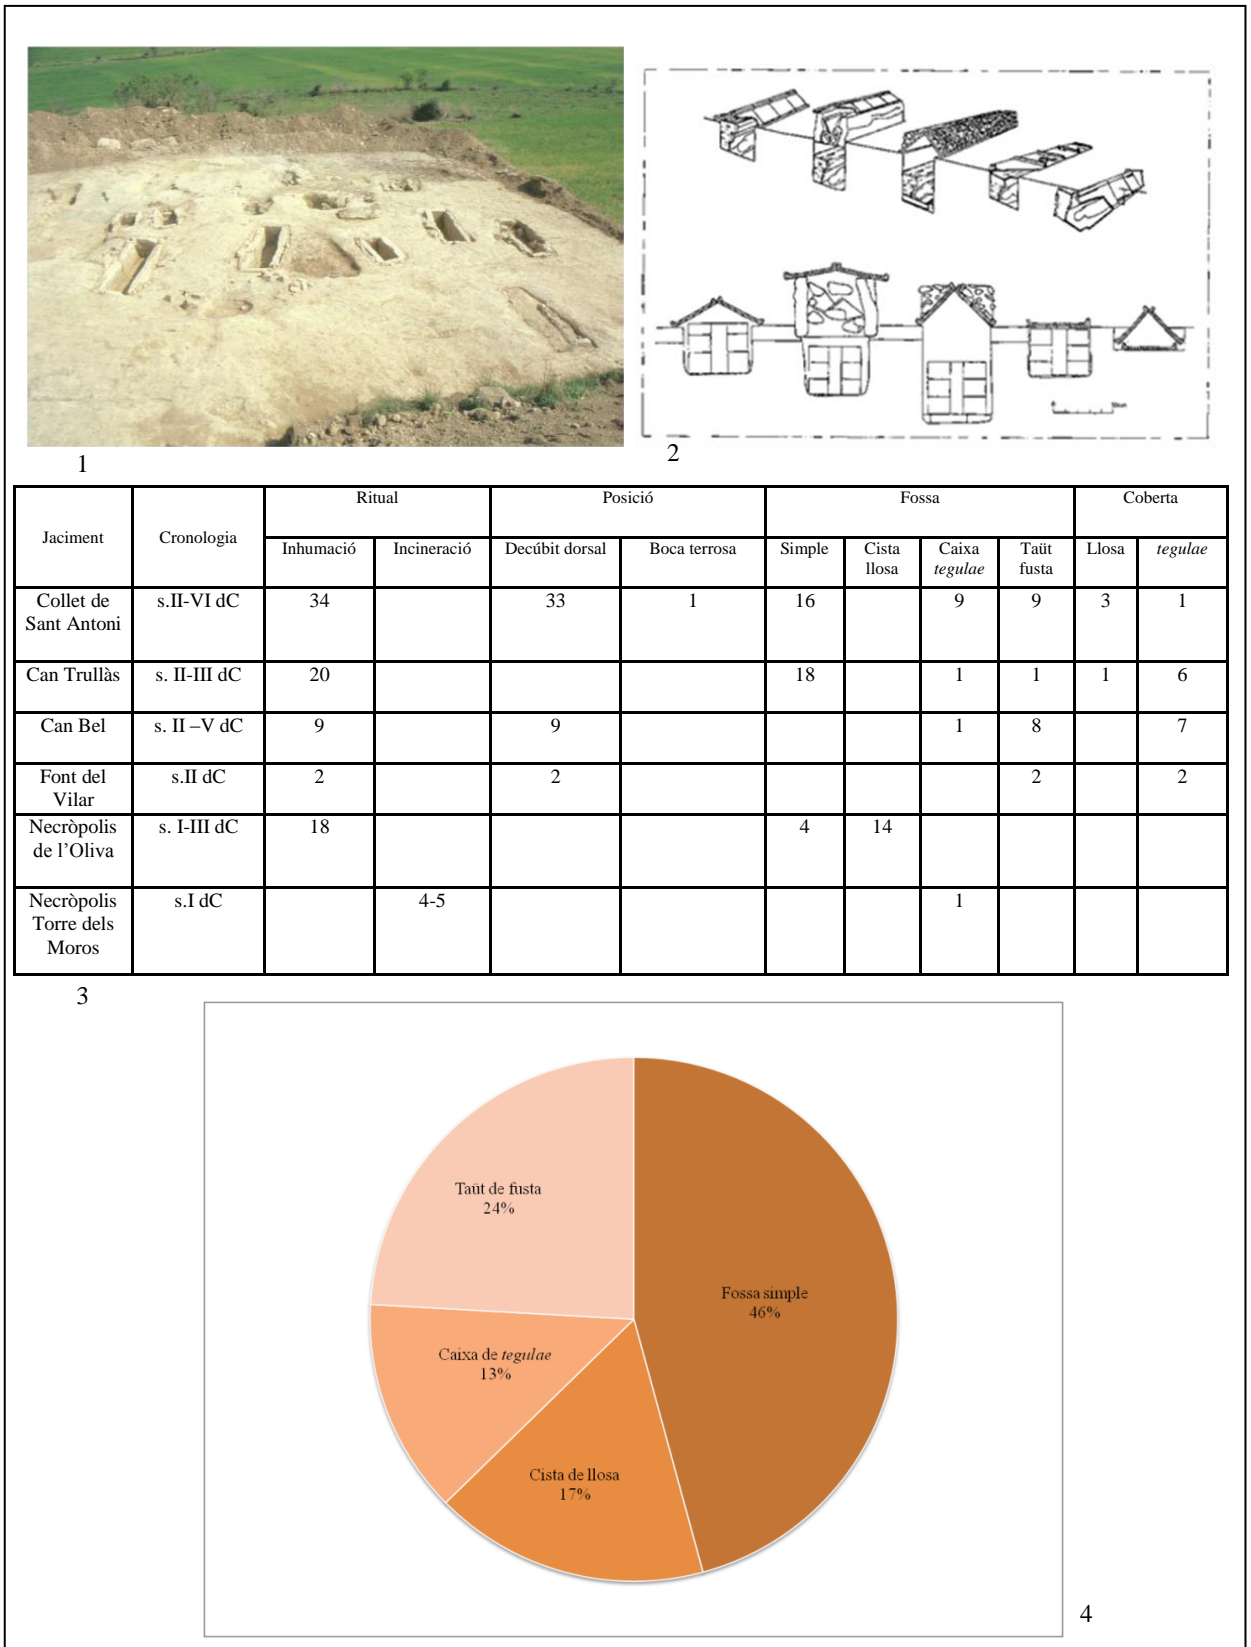 1
2
Jaciment Cronologia Ritual Posició Fossa Coberta
Inhumació Incineració Decúbit dorsal Boca terrosa Simple Cista llosa Caixa tegulae Taüt fusta Llosa tegulae
Collet de Sant Antoni s.II-VI dC 34 33 1 16 9 9 3 1
Can Trullàs s. II-III dC 20 18 1 1 1 6
Can Bel s. II –V dC 9 9 1 8 7
Font del Vilar s.II dC 2 2 2 2
Necròpolis de l’Oliva s. I-III dC 18 4 14
Necròpolis Torre dels Moros s.I dC 4-5 1
3
Taüt de fusta
24%
Fossa simple
46%
Caixa de tegulae
13%
Cista de llosa
17%
4